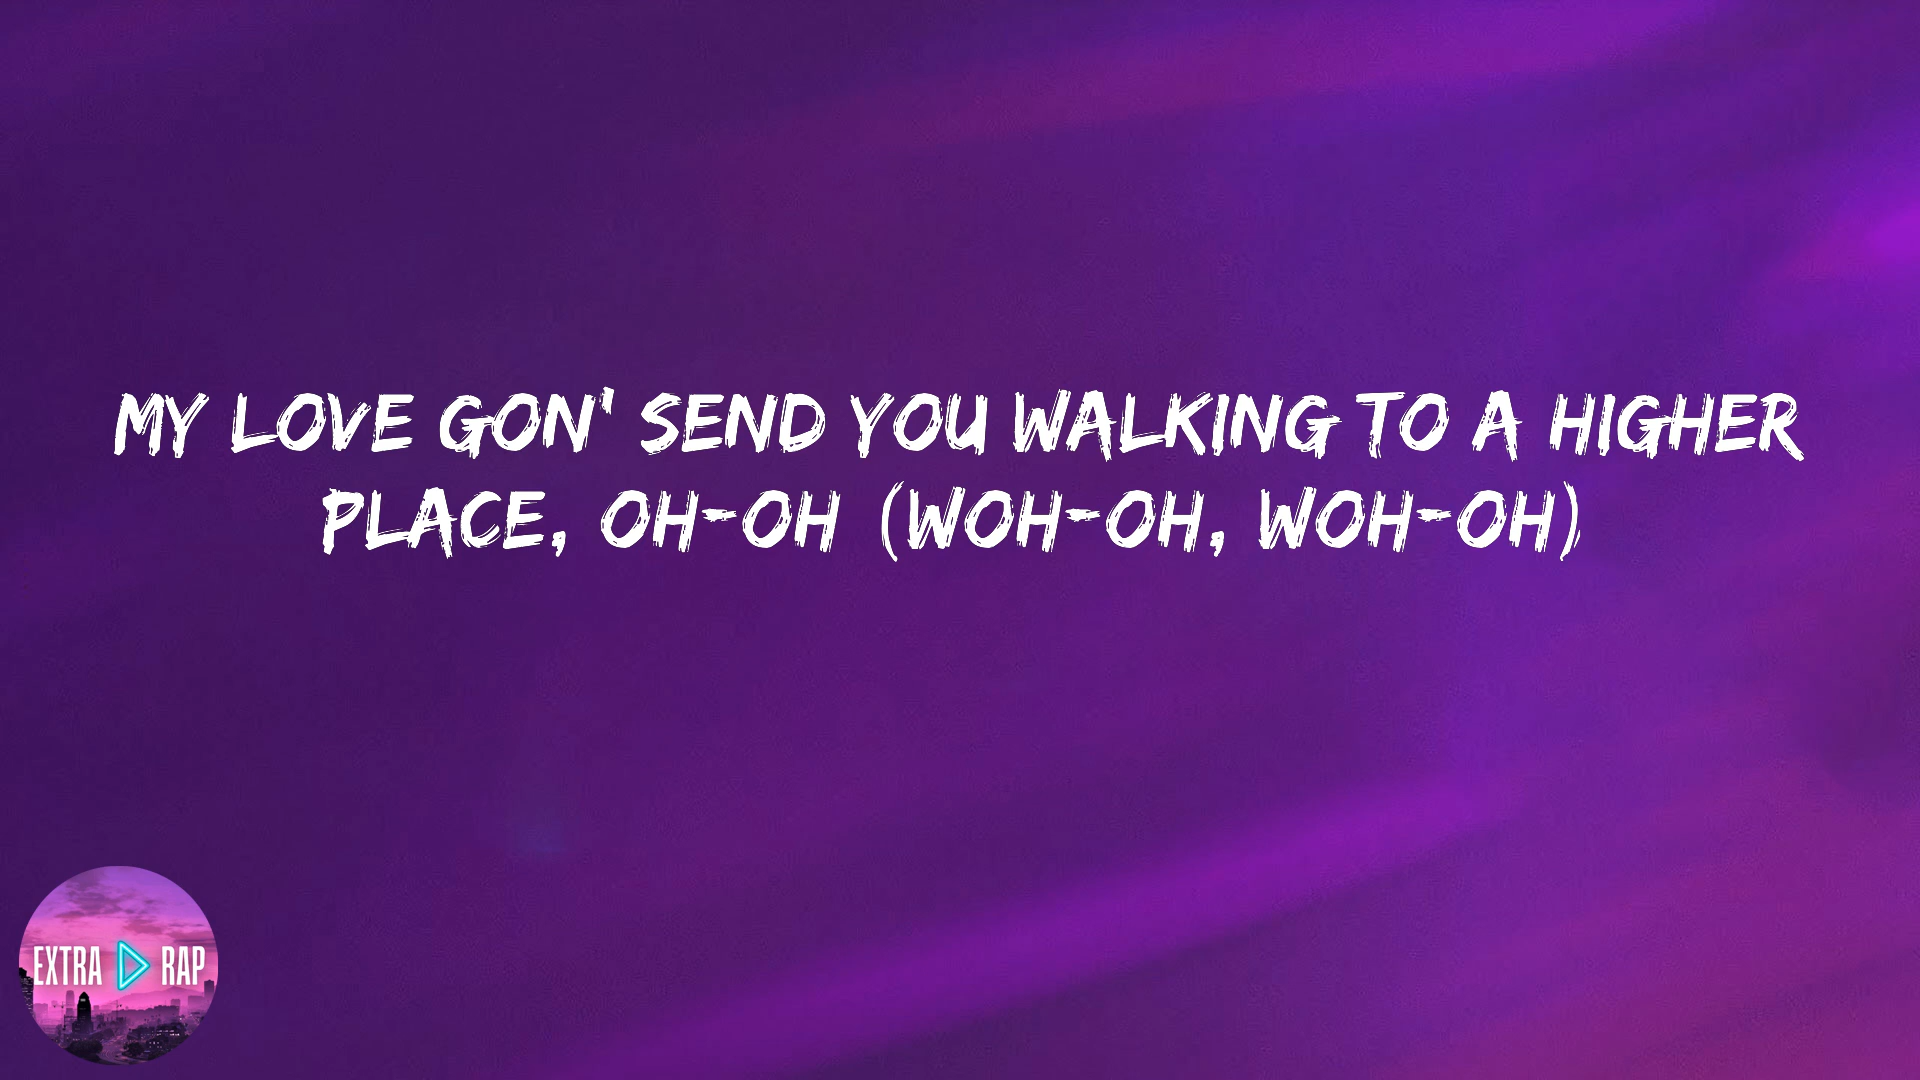 MY LOVE GON' SEND YOU WALKING TO A HIGHER
PLACE, OH-OH (WOH-OH, WOH-OH)
EXTRA RAP